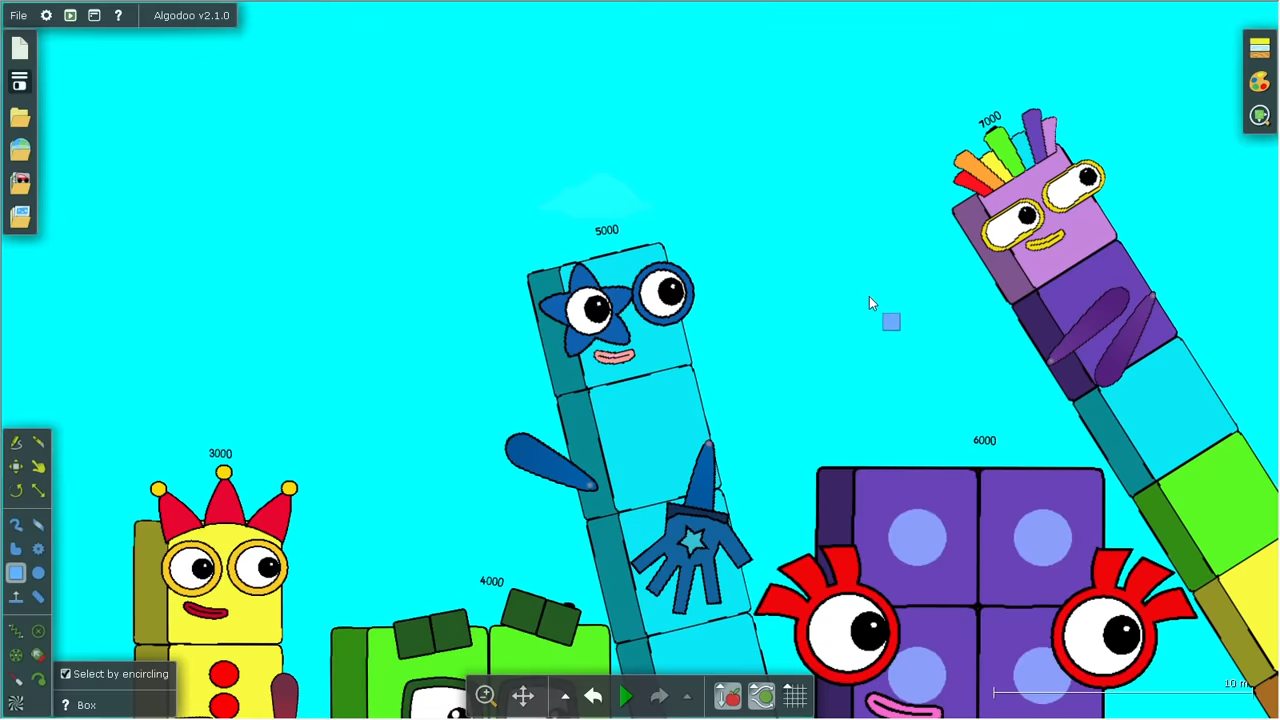 File ? Algodoo v2.1.0
7000
5000
6000
3000
4000
Select by encircling
? Box
10 m